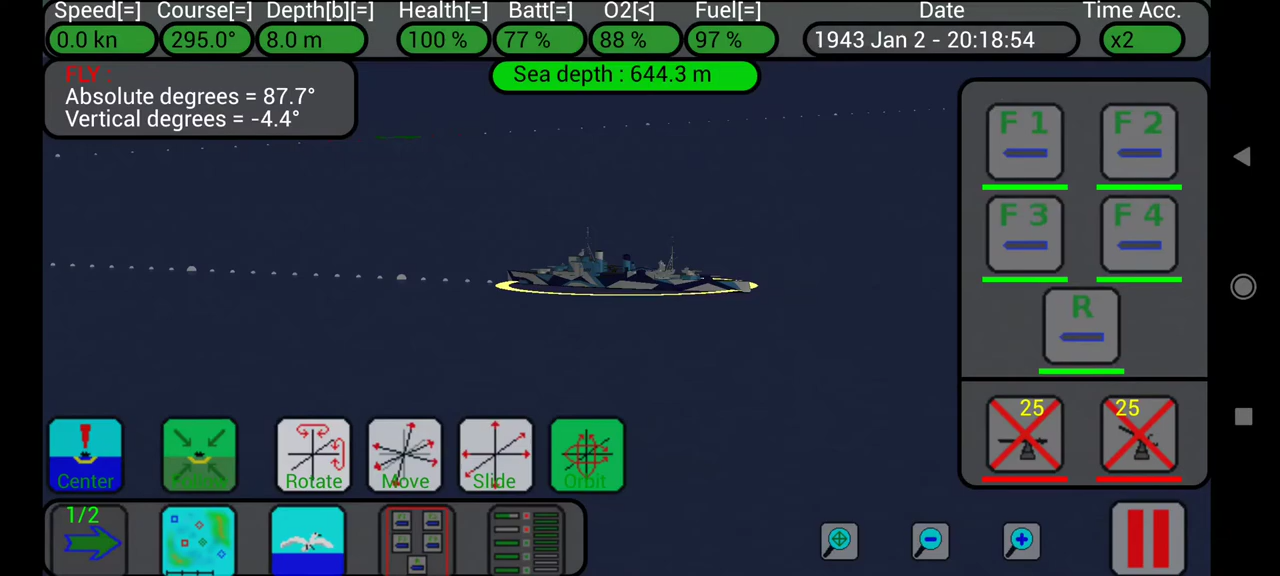 Speed[=] Course[=] Depth[b][=] Health[=] Batt[=] O2[<] Fuel[=] Date Time Acc.
0.0 kn 295.0° 8.0 m 100 % 77 % 88 % 97 % 1943 Jan 2 - 20:18:54 x2
FLY :
Absolute degrees = 87.7°
Vertical degrees = -4.4°
Sea depth : 644.3 m
F 1 F 2
F 3 F 4
R
25 25
Center Rotate Move Slide Orbit
1/2